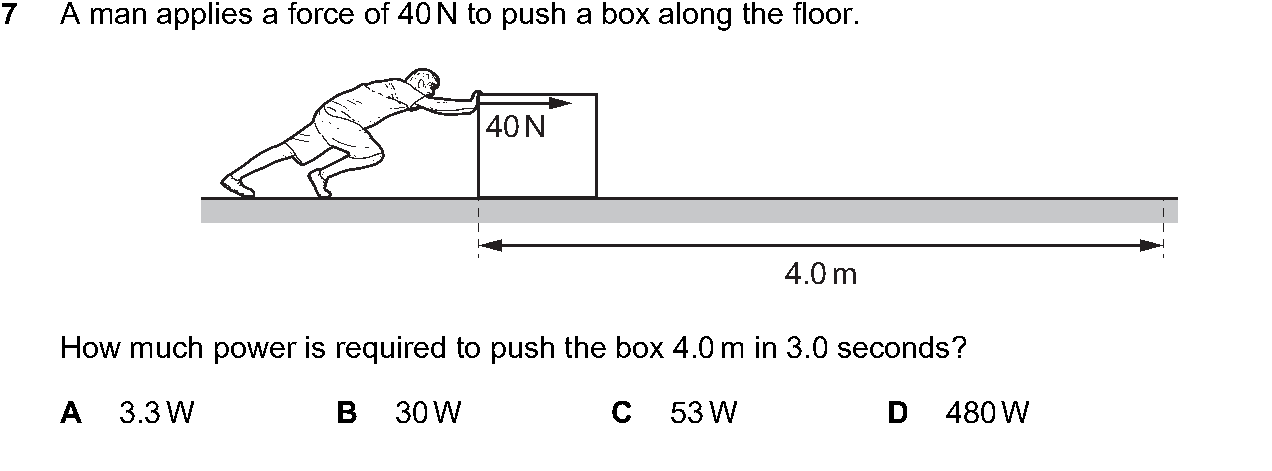 7 A man applies a force of 40 N to push a box along the floor.
40 N
4.0 m
How much power is required to push the box 4.0 m in 3.0 seconds?
A 3.3 W B 30 W C 53 W D 480 W